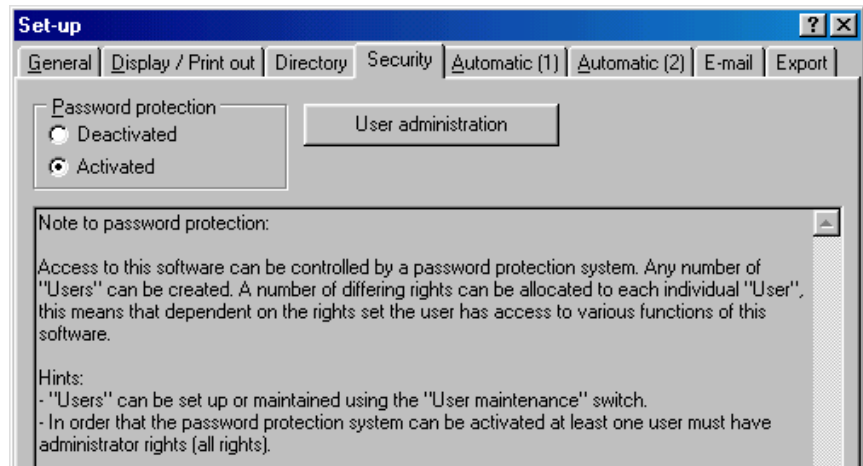 Set-up
General Display / Print out Directory Security Automatic (1) Automatic (2) E-mail Export
Password protection
Deactivated
Activated
User administration
Note to password protection:
Access to this software can be controlled by a password protection system. Any number of
"Users" can be created. A number of differing rights can be allocated to each individual "User",
this means that dependent on the rights set the user has access to various functions of this
software.
Hints:
- "Users" can be set up or maintained using the "User maintenance" switch.
- In order that the password protection system can be activated at least one user must have
administrator rights (all rights).